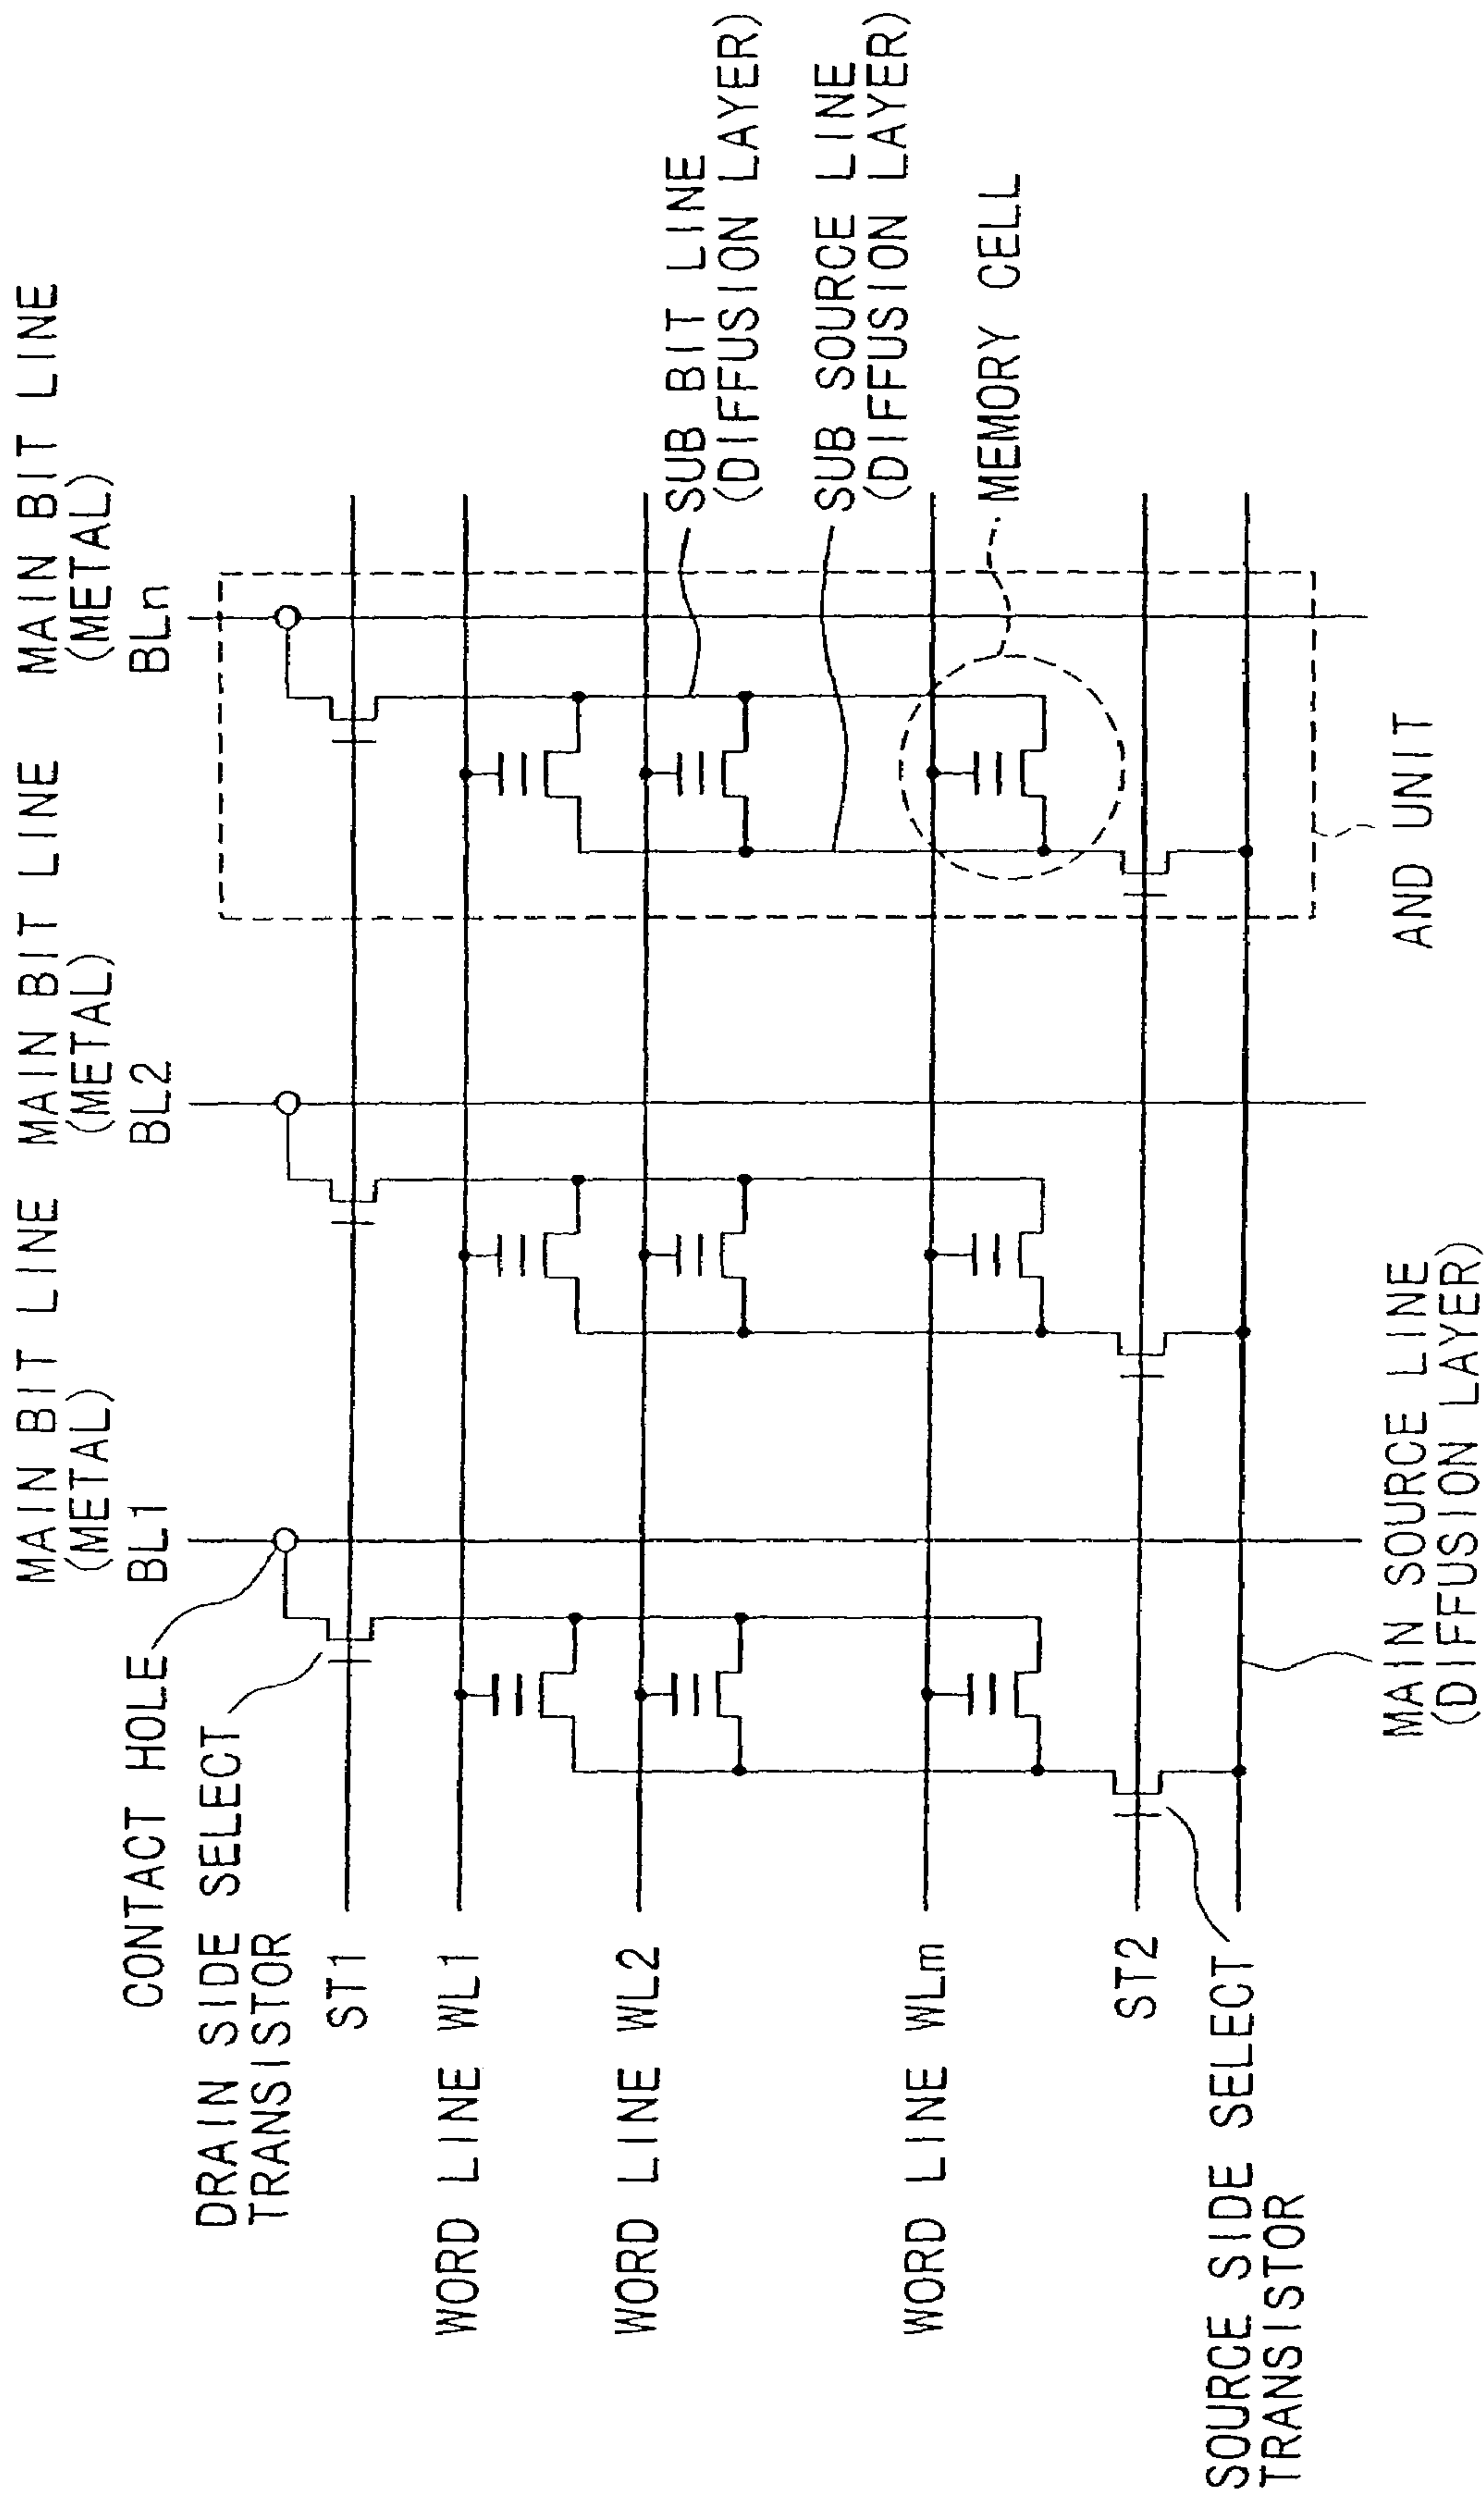 MAIN BIT LINE
(METAL)
BL1
MAIN BIT LINE
(METAL)
BL2
MAIN BIT LINE
(METAL)
BLn
CONTACT HOLE
DRAIN SIDE SELECT
TRANSISTOR
ST1
WORD LINE WL1
WORD LINE WL2
SUB BIT LINE
(DIFFUSION LAYER)
SUB SOURCE LINE
(DIFFUSION LAYER)
WORD LINE WLm
MEMORY CELL
ST2
SOURCE SIDE SELECT
TRANSISTOR
MAIN SOURCE LINE
(DIFFUSION LAYER)
AND UNIT